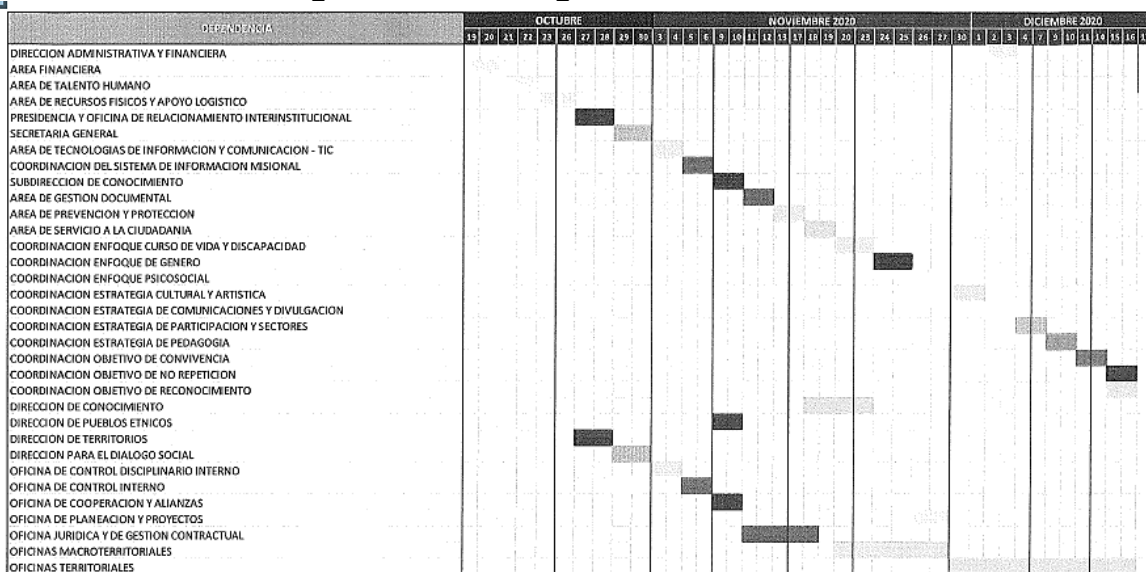 DEPENDENCIA
OCTUBRE NOVIEMBRE 2020 DICIEMBRE 2020
19 20 21 22 23 26 27 28 29 30 3 4 5 6 9 10 11 12 13 17 18 19 20 23 24 25 26 27 30 1 2 3 4 7 9 10 11 14 15 16
DIRECCION ADMINISTRATIVA Y FINANCIERA
AREA FINANCIERA
AREA DE TALENTO HUMANO
AREA DE RECURSOS FISICOS Y APOYO LOGISTICO
PRESIDENCIA Y OFICINA DE RELACIONAMIENTO INTERINSTITUCIONAL
SECRETARIA GENERAL
AREA DE TECNOLOGIAS DE INFORMACION Y COMUNICACION - TIC
COORDINACION DEL SISTEMA DE INFORMACION MISIONAL
SUBDIRECCION DE CONOCIMIENTO
AREA DE GESTION DOCUMENTAL
AREA DE PREVENCION Y PROTECCION
AREA DE SERVICIO A LA CIUDADANIA
COORDINACION ENFOQUE CURSO DE VIDA Y DISCAPACIDAD
COORDINACION ENFOQUE DE GENERO
COORDINACION ENFOQUE PSICOSOCIAL
COORDINACION ESTRATEGIA CULTURAL Y ARTISTICA
COORDINACION ESTRATEGIA DE COMUNICACIONES Y DIVULGACION
COORDINACION ESTRATEGIA DE PARTICIPACION Y SECTORES
COORDINACION ESTRATEGIA DE PEDAGOGIA
COORDINACION OBJETIVO DE CONVIVENCIA
COORDINACION OBJETIVO DE NO REPETICION
COORDINACION OBJETIVO DE RECONOCIMIENTO
DIRECCION DE CONOCIMIENTO
DIRECCION DE PUEBLOS ETNICOS
DIRECCION DE TERRITORIOS
DIRECCION PARA EL DIALOGO SOCIAL
OFICINA DE CONTROL DISCIPLINARIO INTERNO
OFICINA DE CONTROL INTERNO
OFICINA DE COOPERACION Y ALIANZAS
OFICINA DE PLANEACION Y PROYECTOS
OFICINA JURIDICA Y DE GESTION CONTRACTUAL
OFICINAS MACROTERRITORIALES
OFICINAS TERRITORIALES